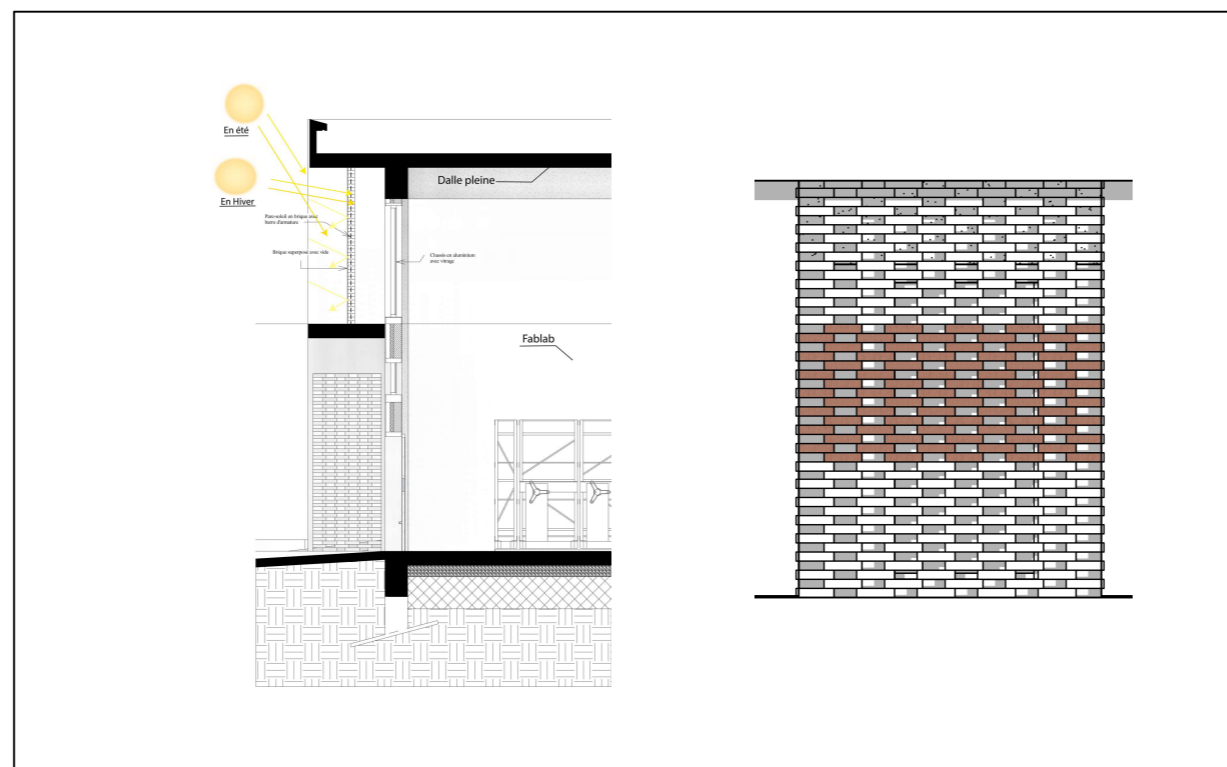 En été
En Hiver
Dalle pleine
Pare-soleil en brique avec
barre d'armature
Brique superposé avec vide
Chassis en aluminium
avec vitrage
Fablab